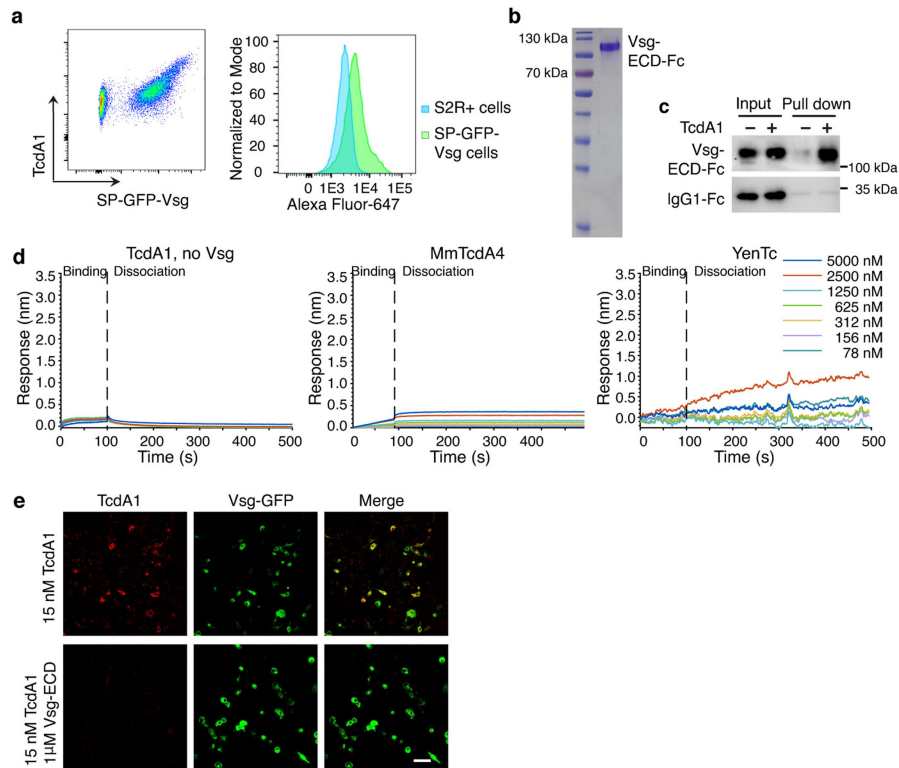 a
TcdA1
SP-GFP-Vsg
Normalized to Mode
100
80
60
40
20
0
0 1E3 1E4 1E5
Alexa Fluor-647
S2R+ cells
SP-GFP-
Vsg cells
b
130 kDa
70 kDa
Vsg-
ECD-Fc
c
Input Pull down
TcdA1 – + – +
Vsg-
ECD-Fc
100 kDa
35 kDa
IgG1-Fc
d
TcdA1, no Vsg
Binding Dissociation
Response (nm)
3.5
3.0
2.5
2.0
1.5
1.0
0.5
0.0
0 100 200 300 400 500
Time (s)
MmTcdA4
Binding Dissociation
Response (nm)
3.5
3.0
2.5
2.0
1.5
1.0
0.5
0.0
0 100 200 300 400
Time (s)
YenTc
Binding Dissociation
Response (nm)
3.5
3.0
2.5
2.0
1.5
1.0
0.5
0.0
0 100 200 300 400 500
Time (s)
5000 nM
2500 nM
1250 nM
625 nM
312 nM
156 nM
78 nM
e
TcdA1 Vsg-GFP Merge
15 nM TcdA1
15 nM TcdA1
1µM Vsg-ECD